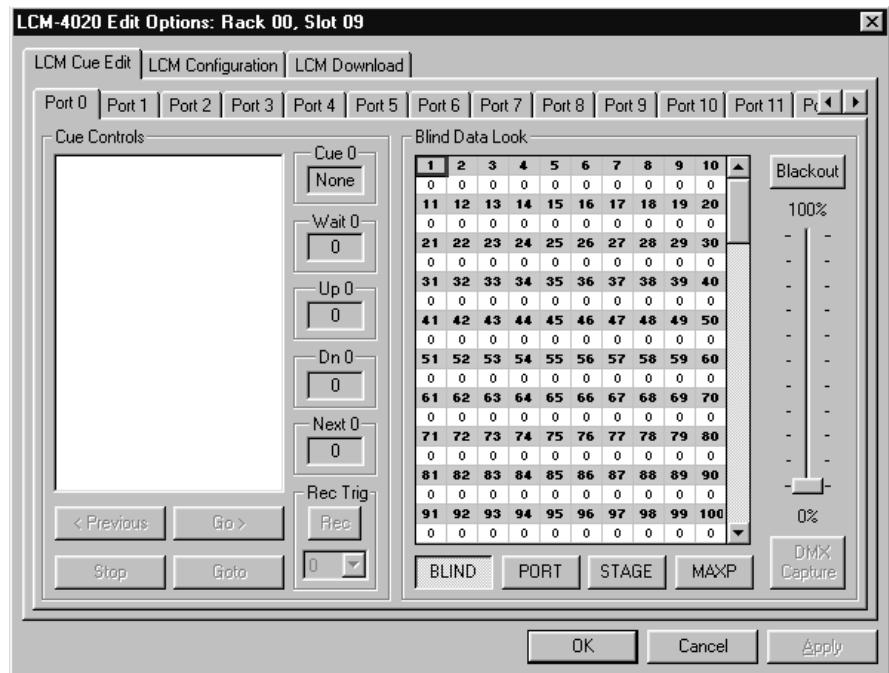 LCM-4020 Edit Options: Rack 00, Slot 09
LCM Cue Edit LCM Configuration LCM Download
Port 0 Port 1 Port 2 Port 3 Port 4 Port 5 Port 6 Port 7 Port 8 Port 9 Port 10 Port 11
Cue Controls
Cue 0
None
Wait 0
0
Up 0
0
Dn 0
0
Next 0
0
Rec Trig
Rec
0
< Previous Go >
Stop Goto
Blind Data Look
1 2 3 4 5 6 7 8 9 10
0 0 0 0 0 0 0 0 0 0
11 12 13 14 15 16 17 18 19 20
0 0 0 0 0 0 0 0 0 0
21 22 23 24 25 26 27 28 29 30
0 0 0 0 0 0 0 0 0 0
31 32 33 34 35 36 37 38 39 40
0 0 0 0 0 0 0 0 0 0
41 42 43 44 45 46 47 48 49 50
0 0 0 0 0 0 0 0 0 0
51 52 53 54 55 56 57 58 59 60
0 0 0 0 0 0 0 0 0 0
61 62 63 64 65 66 67 68 69 70
0 0 0 0 0 0 0 0 0 0
71 72 73 74 75 76 77 78 79 80
0 0 0 0 0 0 0 0 0 0
81 82 83 84 85 86 87 88 89 90
0 0 0 0 0 0 0 0 0 0
91 92 93 94 95 96 97 98 99 100
0 0 0 0 0 0 0 0 0 0
BLIND PORT STAGE MAXP
Blackout
100%
0%
DMX
Capture
OK Cancel Apply